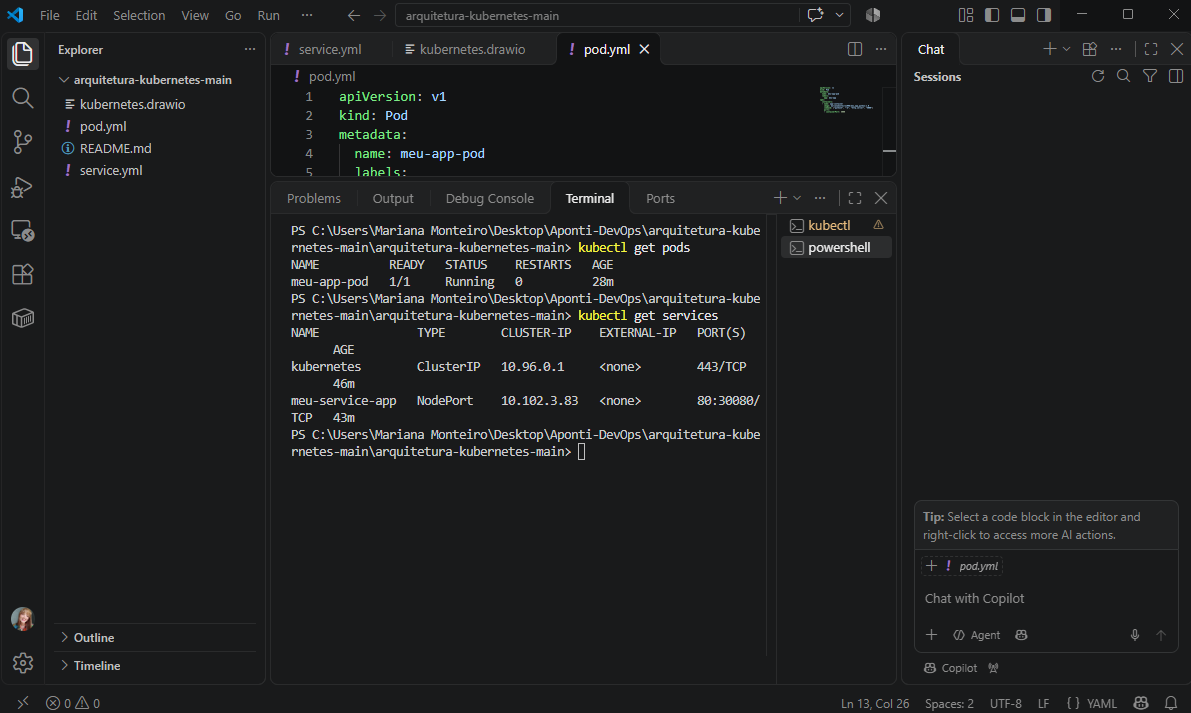 File Edit Selection View Go Run ··· arquitetura-kubernetes-main
Explorer ···
arquitetura-kubernetes-main
kubernetes.drawio
! pod.yml
README.md
! service.yml
Outline
Timeline
! service.yml kubernetes.drawio ! pod.yml
! pod.yml
1 apiVersion: v1
2 kind: Pod
3 metadata:
4 name: meu-app-pod
5 labels:
Problems Output Debug Console Terminal Ports
PS C:\Users\Mariana Monteiro\Desktop\Aponti-DevOps\arquitetura-kube
rnetes-main\arquitetura-kubernetes-main> kubectl get pods
NAME READY STATUS RESTARTS AGE
meu-app-pod 1/1 Running 0 28m
PS C:\Users\Mariana Monteiro\Desktop\Aponti-DevOps\arquitetura-kube
rnetes-main\arquitetura-kubernetes-main> kubectl get services
NAME TYPE CLUSTER-IP EXTERNAL-IP PORT(S)
AGE
kubernetes ClusterIP 10.96.0.1 <none> 443/TCP
46m
meu-service-app NodePort 10.102.3.83 <none> 80:30080/
TCP 43m
PS C:\Users\Mariana Monteiro\Desktop\Aponti-DevOps\arquitetura-kube
rnetes-main\arquitetura-kubernetes-main>
kubectl
powershell
Chat
Sessions
Tip: Select a code block in the editor and
right-click to access more AI actions.
! pod.yml
Chat with Copilot
Agent
Copilot
0 0 Ln 13, Col 26 Spaces: 2 UTF-8 LF { } YAML